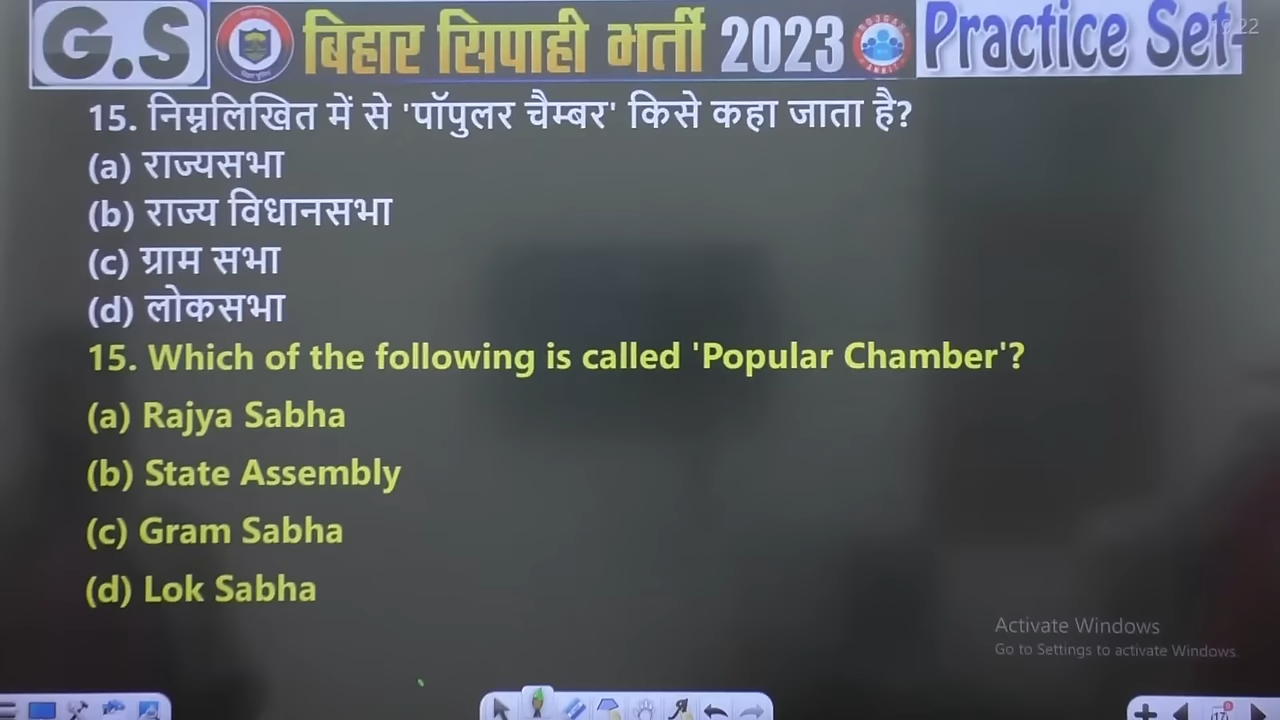 G.S बिहार सिपाही भर्ती 2023 Practice Set-
15. निम्नलिखित में से 'पॉपुलर चैम्बर' किसे कहा जाता है?
(a) राज्यसभा
(b) राज्य विधानसभा
(c) ग्राम सभा
(d) लोकसभा
15. Which of the following is called 'Popular Chamber'?
(a) Rajya Sabha
(b) State Assembly
(c) Gram Sabha
(d) Lok Sabha
Activate Windows
Go to Settings to activate Windows.